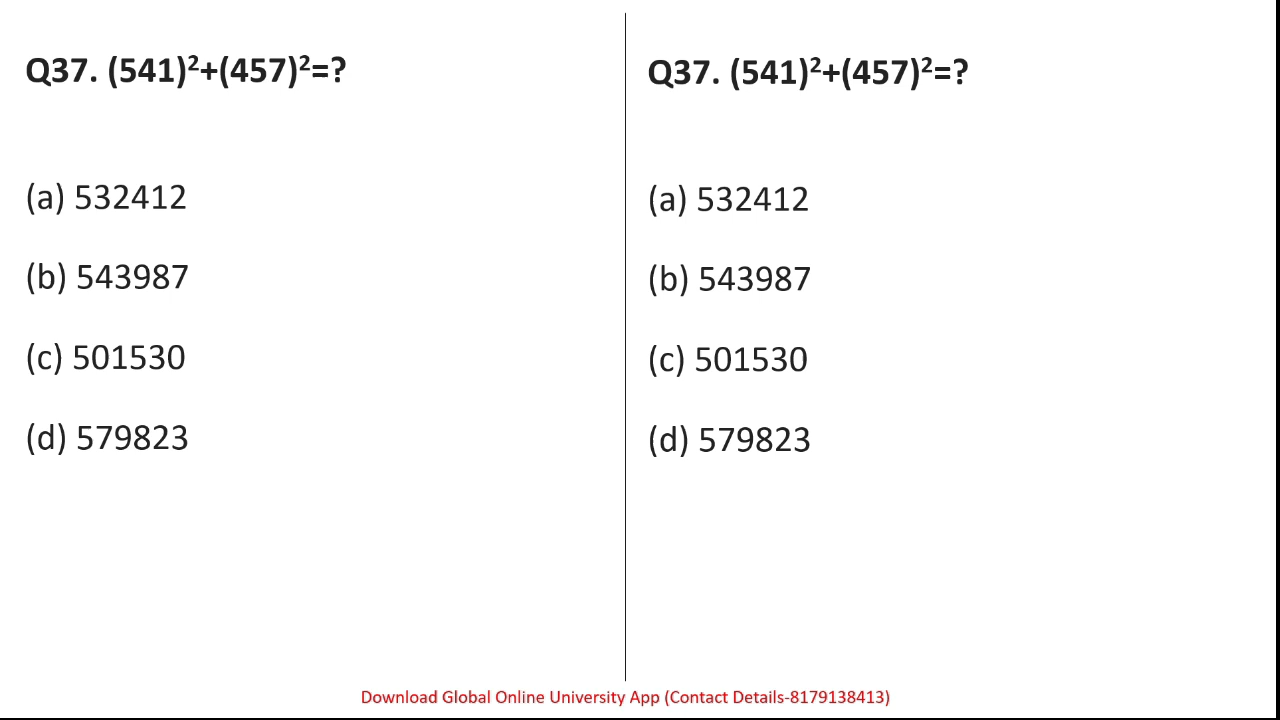 Q37. (541)²+(457)²=?
(a) 532412
(b) 543987
(c) 501530
(d) 579823
Q37. (541)²+(457)²=?
(a) 532412
(b) 543987
(c) 501530
(d) 579823
Download Global Online University App (Contact Details-8179138413)